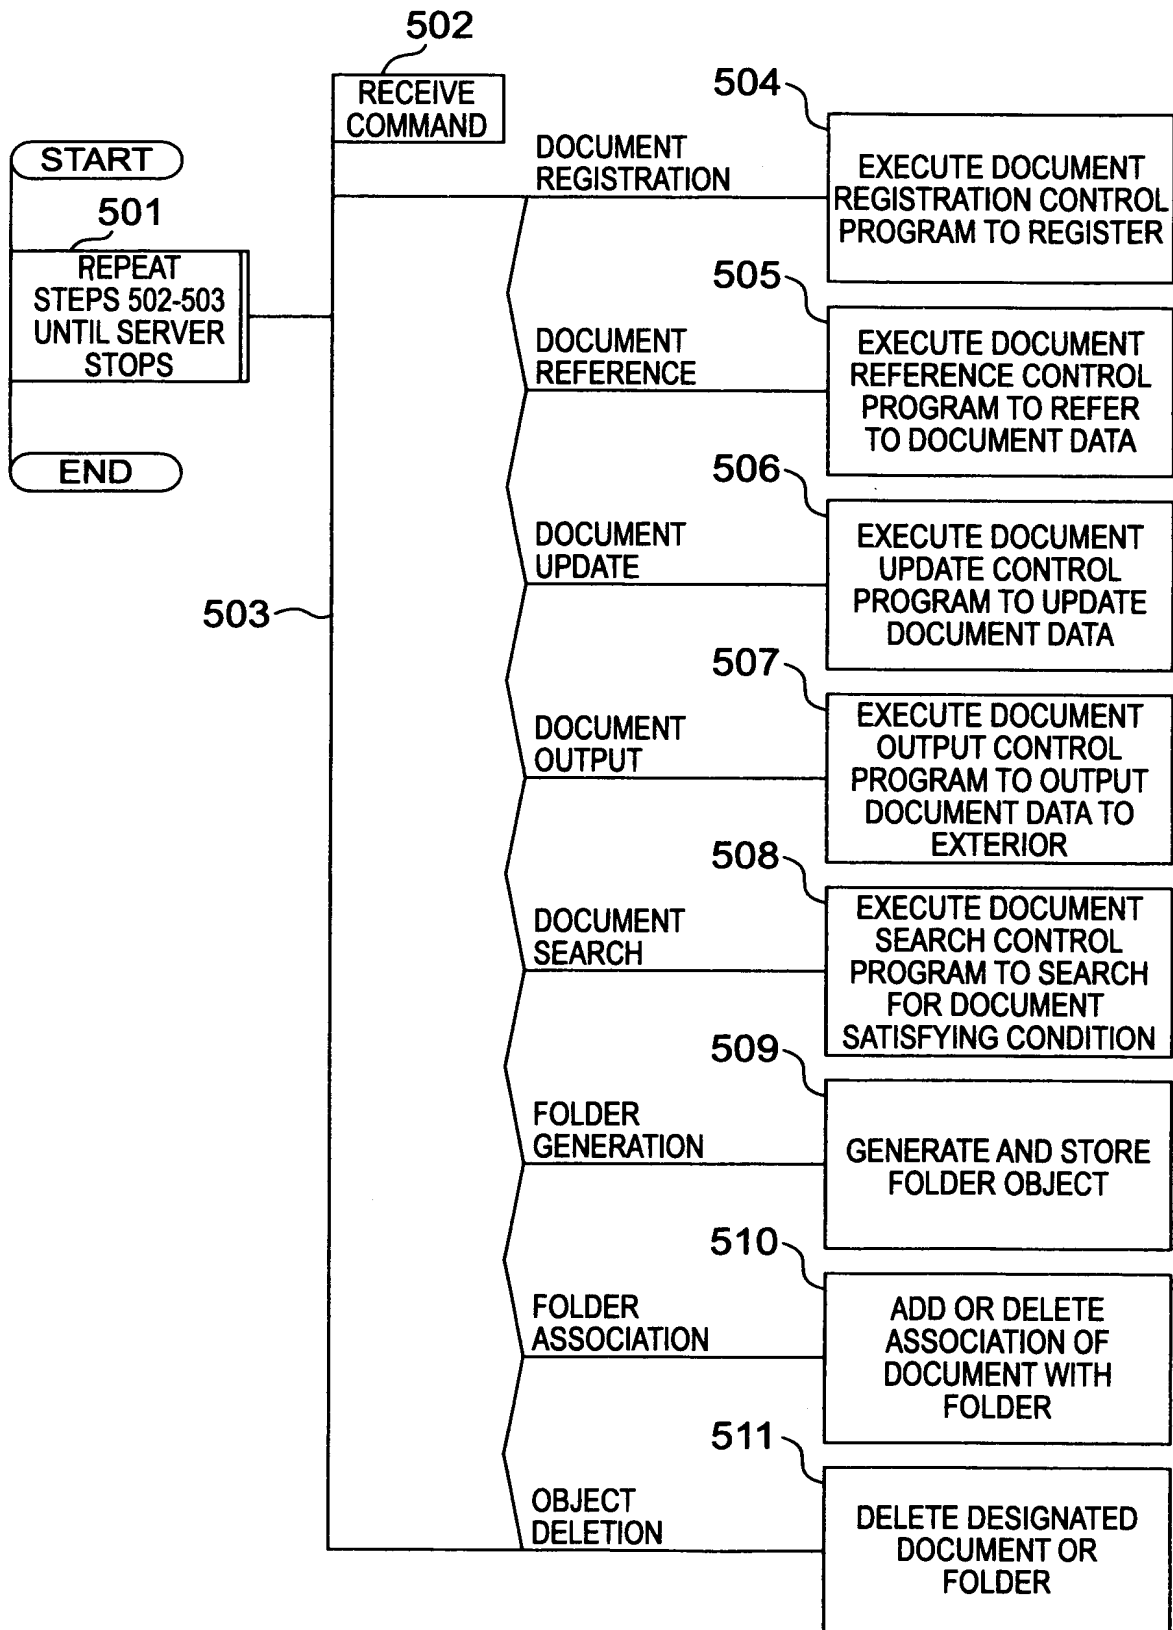 START
501
REPEAT
STEPS 502-503
UNTIL SERVER
STOPS
END
502
RECEIVE
COMMAND
503
DOCUMENT
REGISTRATION
504
EXECUTE DOCUMENT
REGISTRATION CONTROL
PROGRAM TO REGISTER
DOCUMENT
REFERENCE
505
EXECUTE DOCUMENT
REFERENCE CONTROL
PROGRAM TO REFER
TO DOCUMENT DATA
DOCUMENT
UPDATE
506
EXECUTE DOCUMENT
UPDATE CONTROL
PROGRAM TO UPDATE
DOCUMENT DATA
DOCUMENT
OUTPUT
507
EXECUTE DOCUMENT
OUTPUT CONTROL
PROGRAM TO OUTPUT
DOCUMENT DATA TO
EXTERIOR
DOCUMENT
SEARCH
508
EXECUTE DOCUMENT
SEARCH CONTROL
PROGRAM TO SEARCH
FOR DOCUMENT
SATISFYING CONDITION
FOLDER
GENERATION
509
GENERATE AND STORE
FOLDER OBJECT
FOLDER
ASSOCIATION
510
ADD OR DELETE
ASSOCIATION OF
DOCUMENT WITH
FOLDER
OBJECT
DELETION
511
DELETE DESIGNATED
DOCUMENT OR
FOLDER